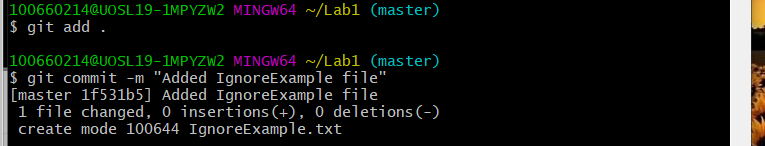 100660214@UOSL19-1MPYZW2 MINGW64 ~/Lab1 (master)
$ git add .
100660214@UOSL19-1MPYZW2 MINGW64 ~/Lab1 (master)
$ git commit -m "Added IgnoreExample file"
[master 1f531b5] Added IgnoreExample file
1 file changed, 0 insertions(+), 0 deletions(-)
create mode 100644 IgnoreExample.txt